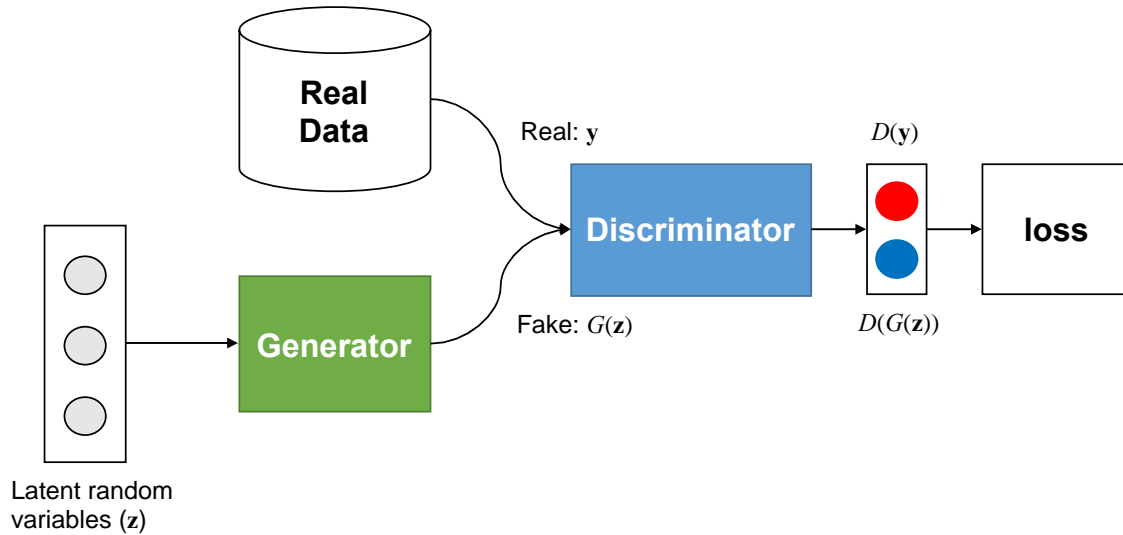 Real
Data
Real: y
D(y)
Discriminator
loss
Generator
Fake: G(z)
D(G(z))
Latent random
variables (z)